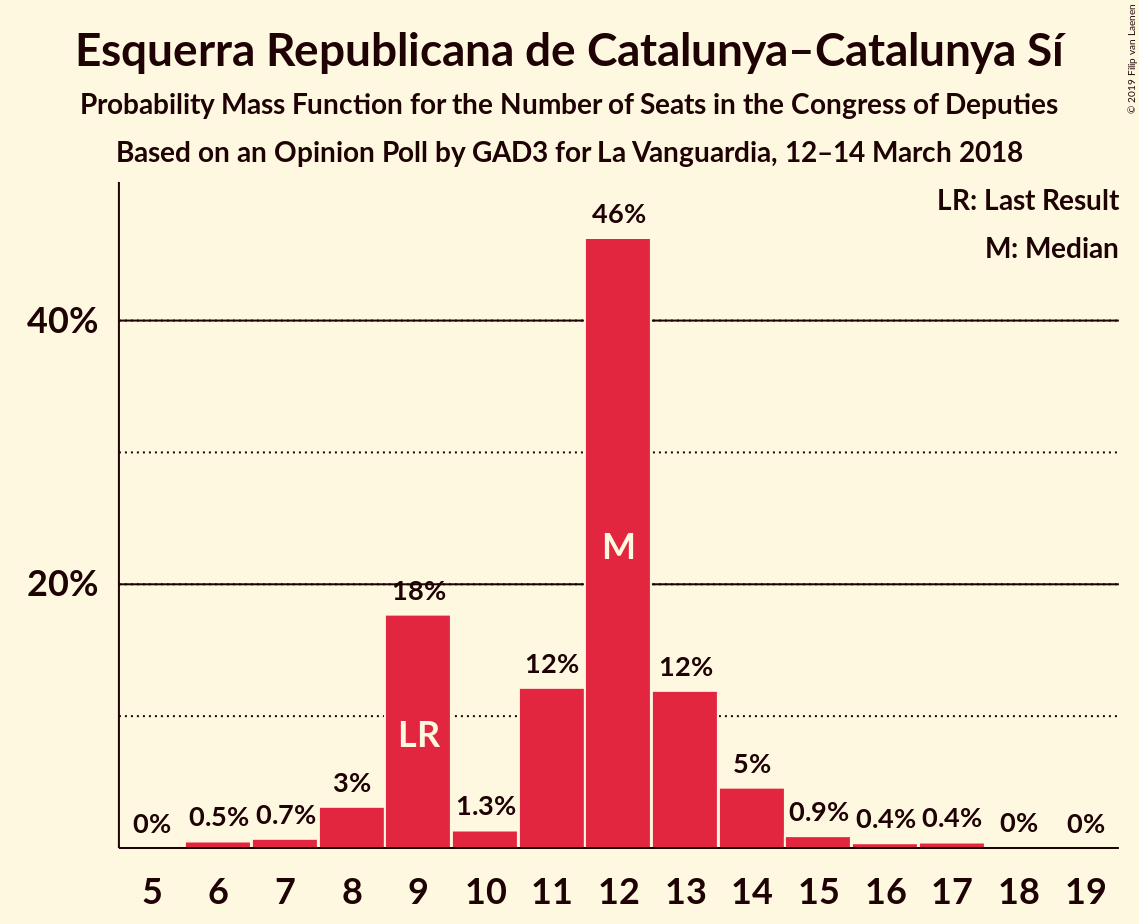 Esquerra Republicana de Catalunya–Catalunya Sí
Probability Mass Function for the Number of Seats in the Congress of Deputies
Based on an Opinion Poll by GAD3 for La Vanguardia, 12–14 March 2018
© 2019 Filip van Laenen
LR: Last Result
M: Median
46%
40%
M
20%
18%
12%
12%
LR
5%
3%
1.3%
0.9%
0.7%
0.5%
0.4%
0.4%
0%
0%
0%
5 6 7 8 9 10 11 12 13 14 15 16 17 18 19